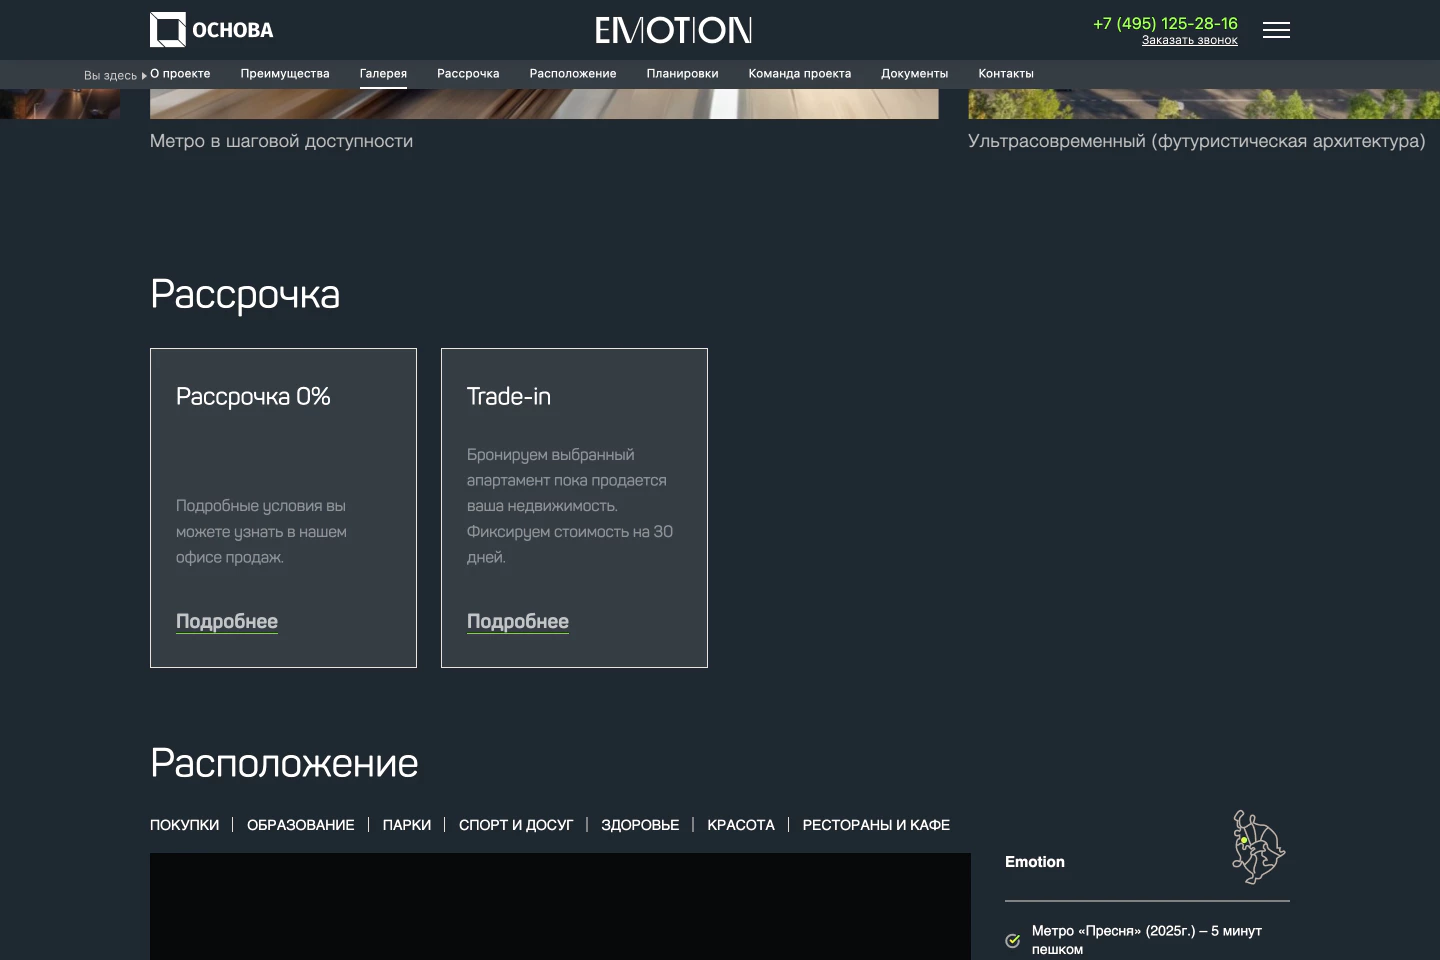 ОСНОВА
EMOTION
+7 (495) 125-28-16
Заказать звонок
Вы здесь
О проекте
Преимущества
Галерея
Рассрочка
Расположение
Планировки
Команда проекта
Документы
Контакты
Метро в шаговой доступности
Ультрасовременный (футуристическая архитектура)
Рассрочка
Рассрочка 0%
Подробные условия вы
можете узнать в нашем
офисе продаж.
Подробнее
Trade-in
Бронируем выбранный
апартамент пока продается
ваша недвижимость.
Фиксируем стоимость на 30
дней.
Подробнее
Расположение
ПОКУПКИ
ОБРАЗОВАНИЕ
ПАРКИ
СПОРТ И ДОСУГ
ЗДОРОВЬЕ
КРАСОТА
РЕСТОРАНЫ И КАФЕ
Emotion
Метро «Пресня» (2025г.) – 5 минут
пешком